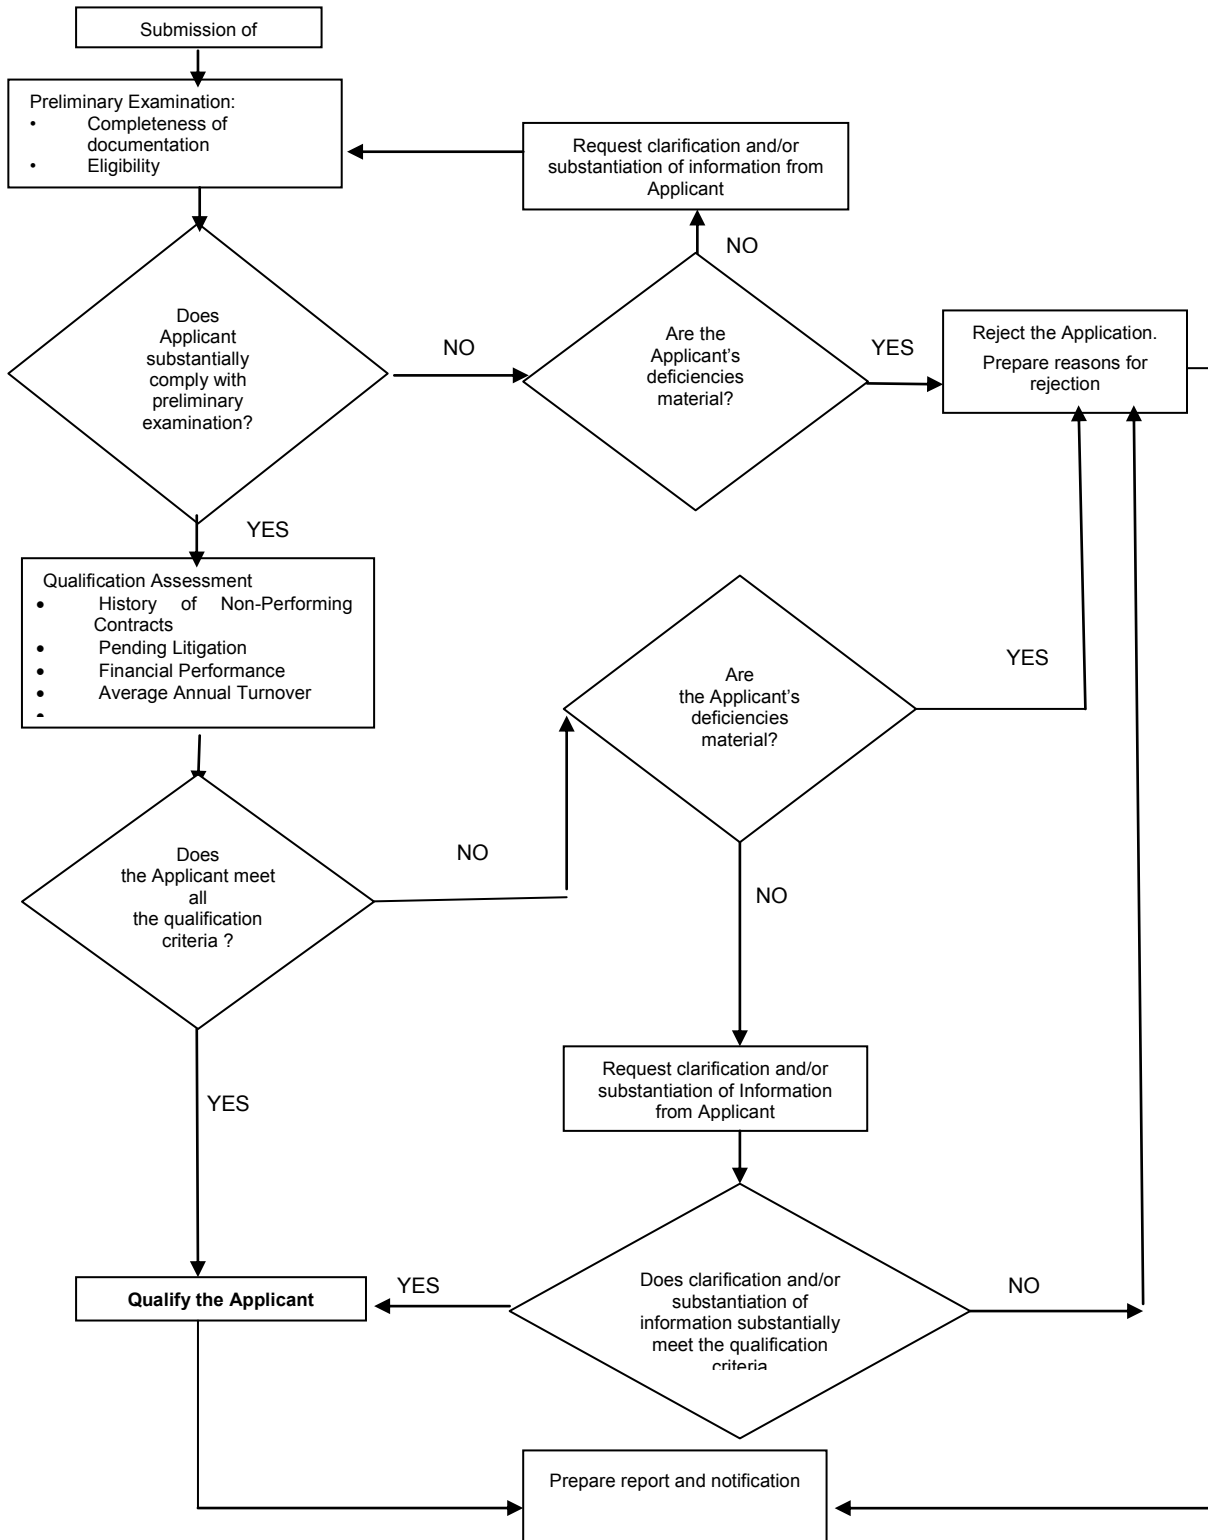 Submission of
Preliminary Examination:
• Completeness of
documentation
• Eligibility
Request clarification and/or
substantiation of information from
Applicant
NO
Does
Applicant
substantially
comply with
preliminary
examination?
NO
Are the
Applicant's
deficiencies
material?
YES
Reject the Application.
Prepare reasons for
rejection
YES
Qualification Assessment
• History of Non-Performing
Contracts
• Pending Litigation
• Financial Performance
• Average Annual Turnover
•
Are
the Applicant's
deficiencies
material?
YES
Does
the Applicant meet
all
the qualification
criteria ?
NO
NO
Request clarification and/or
substantiation of Information
from Applicant
YES
Qualify the Applicant
YES
Does clarification and/or
substantiation of
information substantially
meet the qualification
criteria
NO
Prepare report and notification